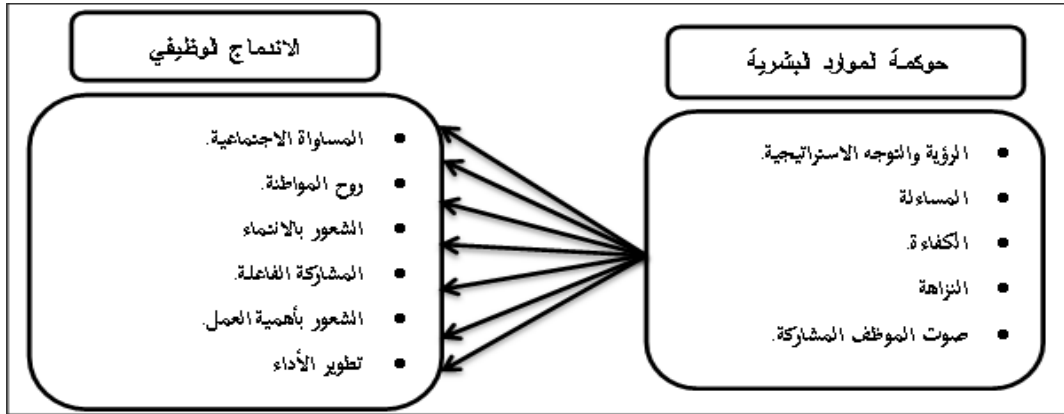 حوكمة الموارد البشرية
الرؤية والتوجه الاستراتيجية.
المساءلة
الكفاءة.
النزاهة
صوت الموظف المشاركة.
الاندماج الوظيفي
المساواة الاجتماعية.
روح المواطنة.
الشعور بالانتماء
المشاركة الفاعلة.
الشعور بأهمية العمل.
تطوير الأداء